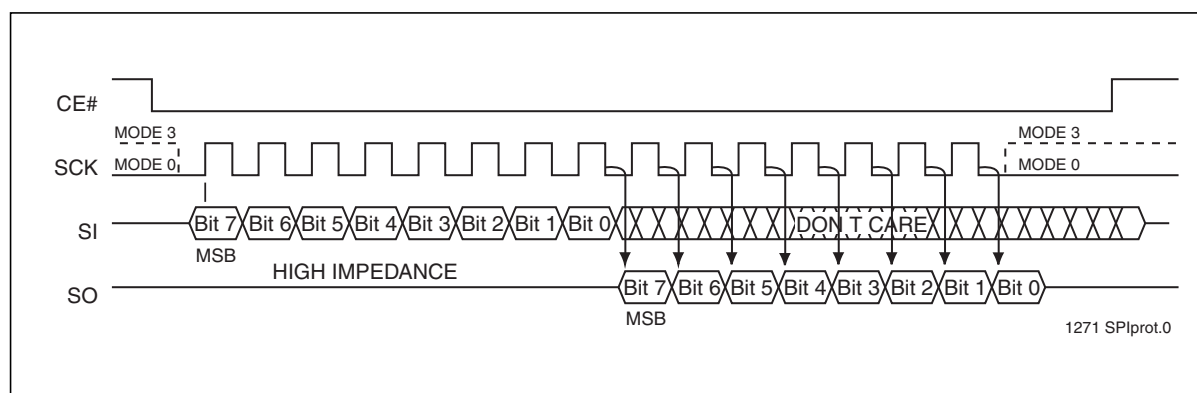 CE#
MODE 3 MODE 3
SCK MODE 0 MODE 0
SI Bit 7 Bit 6 Bit 5 Bit 4 Bit 3 Bit 2 Bit 1 Bit 0 DON T CARE
MSB
HIGH IMPEDANCE
SO Bit 7 Bit 6 Bit 5 Bit 4 Bit 3 Bit 2 Bit 1 Bit 0
MSB
1271 SPIprot.0